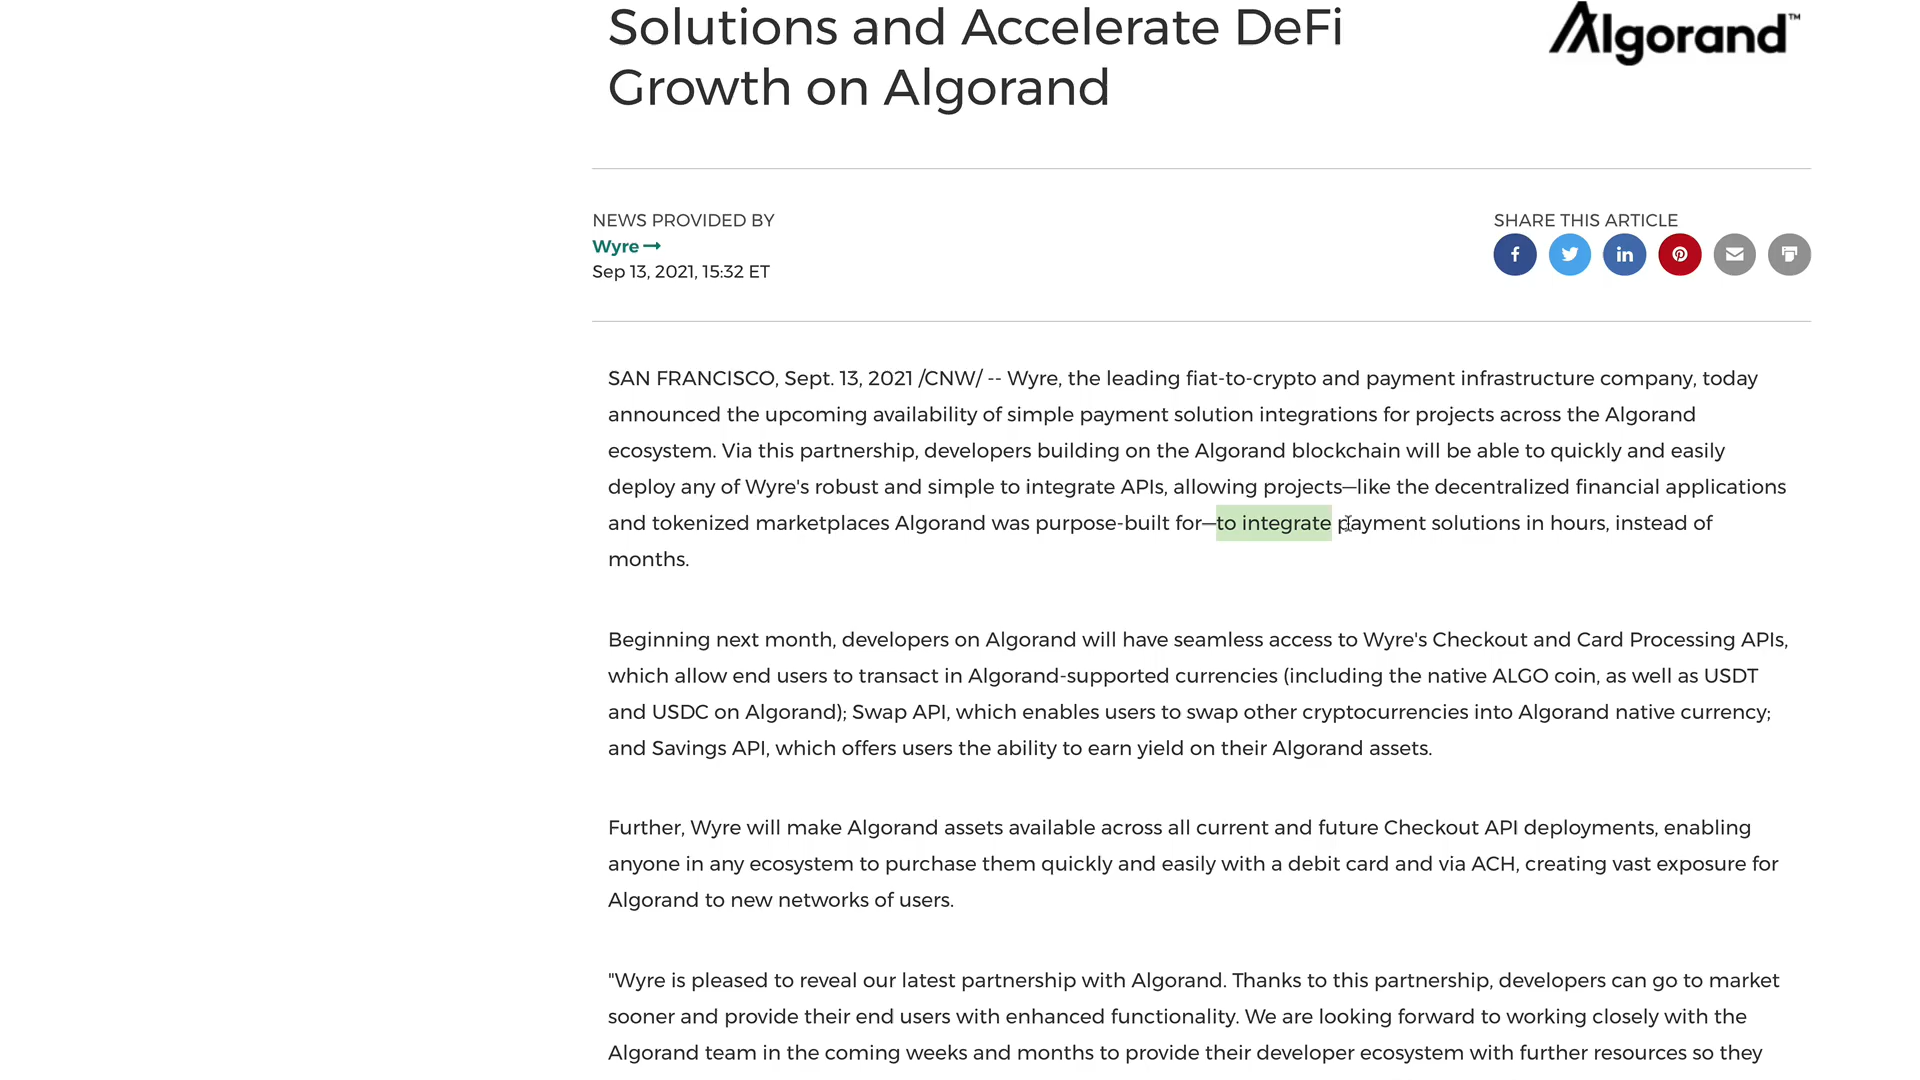 Solutions and Accelerate DeFi
Growth on Algorand
Algorand™
NEWS PROVIDED BY
Wyre
Sep 13, 2021, 15:32 ET
SHARE THIS ARTICLE
SAN FRANCISCO, Sept. 13, 2021 /CNW/ -- Wyre, the leading fiat-to-crypto and payment infrastructure company, today
announced the upcoming availability of simple payment solution integrations for projects across the Algorand
ecosystem. Via this partnership, developers building on the Algorand blockchain will be able to quickly and easily
deploy any of Wyre's robust and simple to integrate APIs, allowing projects—like the decentralized financial applications
and tokenized marketplaces Algorand was purpose-built for—to integrate payment solutions in hours, instead of
months.
Beginning next month, developers on Algorand will have seamless access to Wyre's Checkout and Card Processing APIs,
which allow end users to transact in Algorand-supported currencies (including the native ALGO coin, as well as USDT
and USDC on Algorand); Swap API, which enables users to swap other cryptocurrencies into Algorand native currency;
and Savings API, which offers users the ability to earn yield on their Algorand assets.
Further, Wyre will make Algorand assets available across all current and future Checkout API deployments, enabling
anyone in any ecosystem to purchase them quickly and easily with a debit card and via ACH, creating vast exposure for
Algorand to new networks of users.
"Wyre is pleased to reveal our latest partnership with Algorand. Thanks to this partnership, developers can go to market
sooner and provide their end users with enhanced functionality. We are looking forward to working closely with the
Algorand team in the coming weeks and months to provide their developer ecosystem with further resources so they